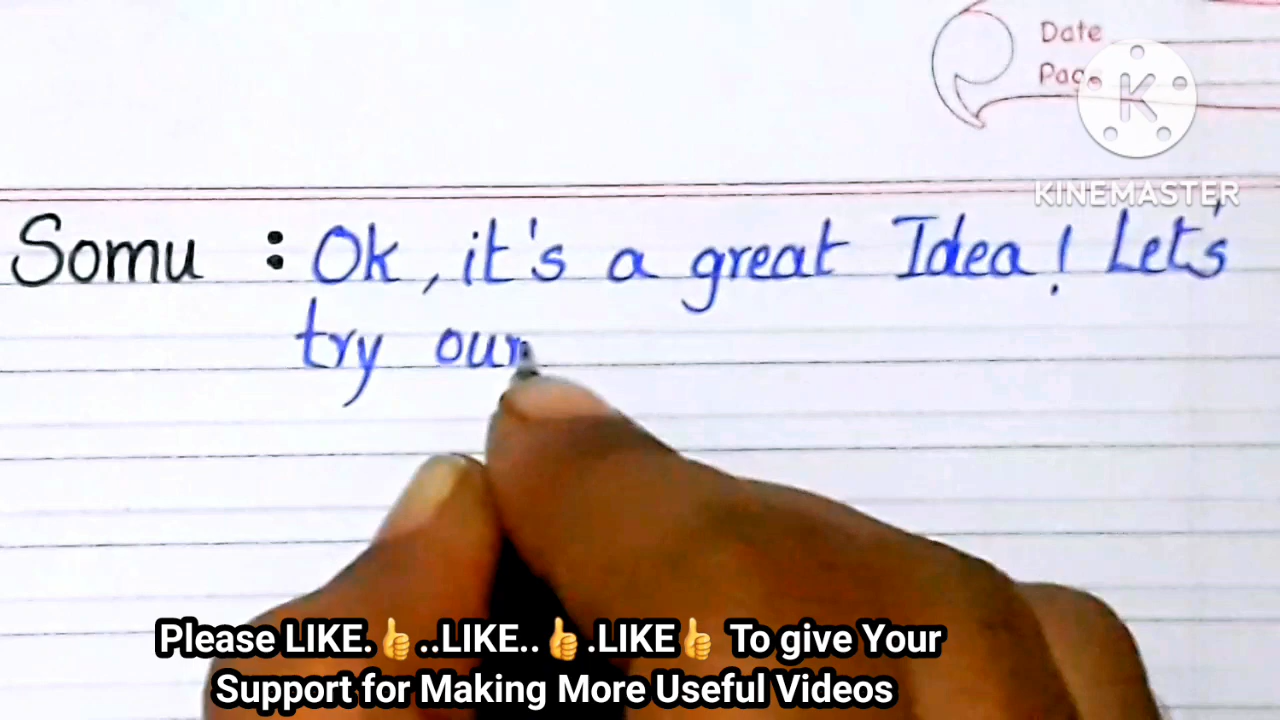 Date
Page
K
KINEMASTER
Somu : Ok, it's a great Idea! Let's
try our
Please LIKE.👍..LIKE..👍.LIKE👍 To give Your
Support for Making More Useful Videos